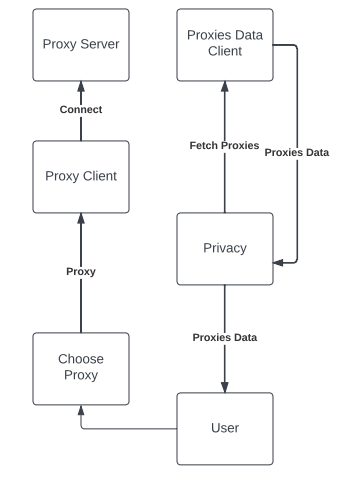 Proxy Server
Proxies Data
Client
Connect
Fetch Proxies
Proxies Data
Proxy Client
Privacy
Proxy
Proxies Data
Choose
Proxy
User